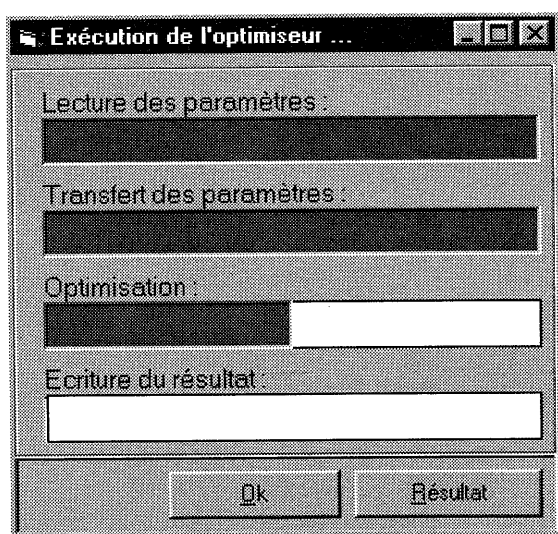 Exécution de l'optimiseur ...
Lecture des paramètres :
Transfert des paramètres :
Optimisation :
Ecriture du résultat :
Ok
Résultat